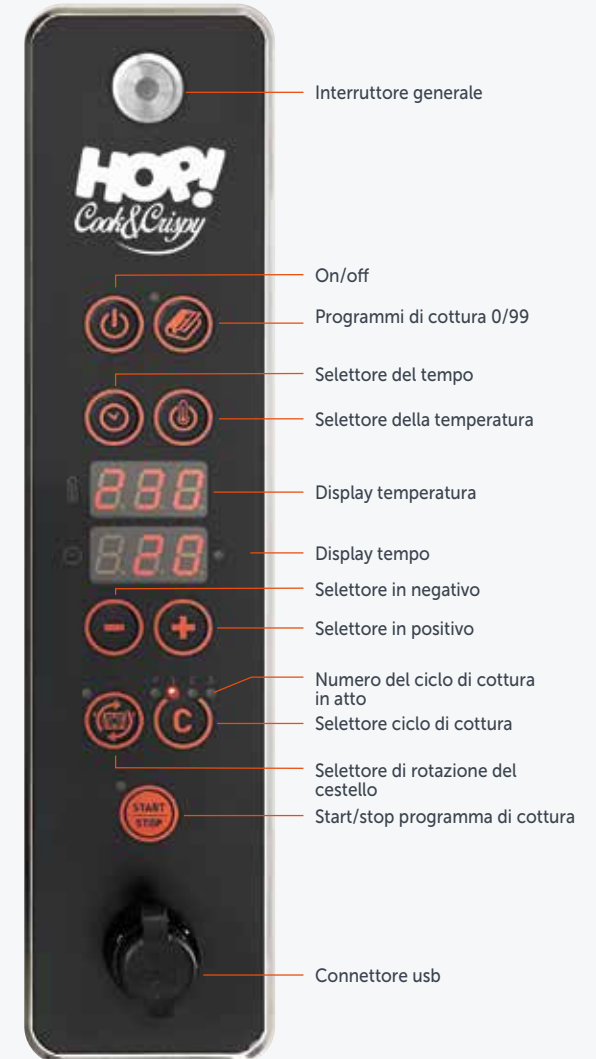 Interruttore generale
HOP!
Cook&Crispy
On/off
Programmi di cottura 0/99
Selettore del tempo
Selettore della temperatura
230
Display temperatura
20
Display tempo
Selettore in negativo
Selettore in positivo
Numero del ciclo di cottura
in atto
C
Selettore ciclo di cottura
Selettore di rotazione del
cestello
START
STOP
Start/stop programma di cottura
Connettore usb